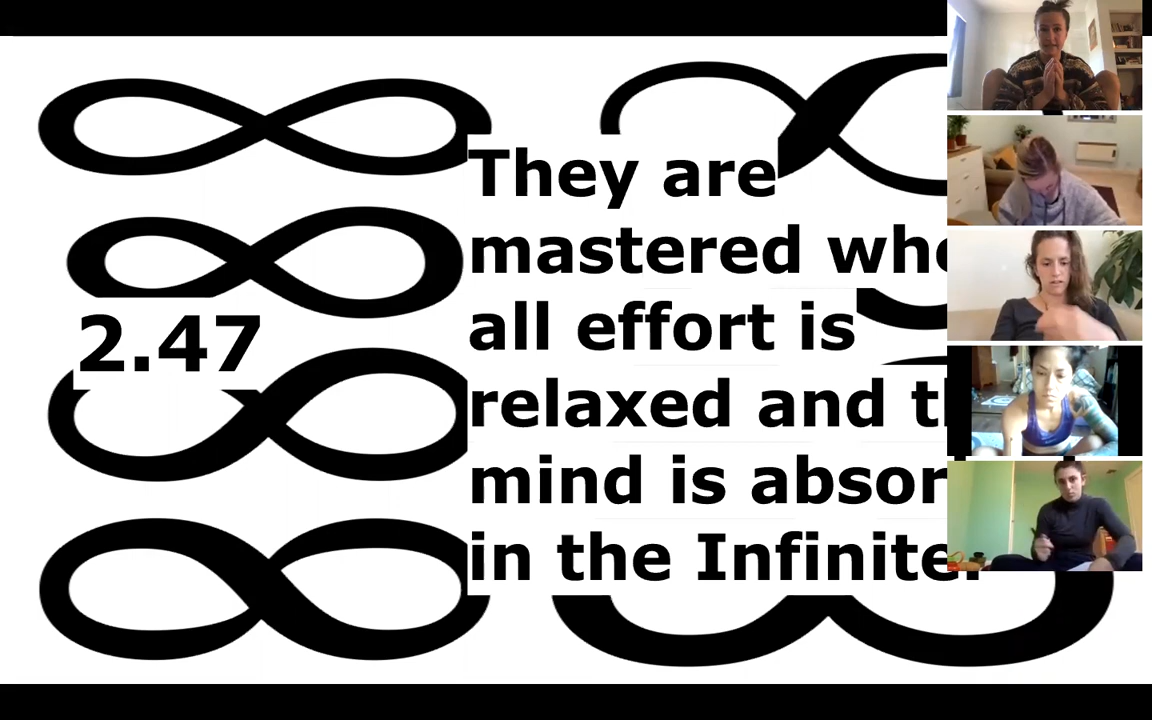 2.47
They are
mastered
all effort is
relaxed and
mind is
in the Infinite.